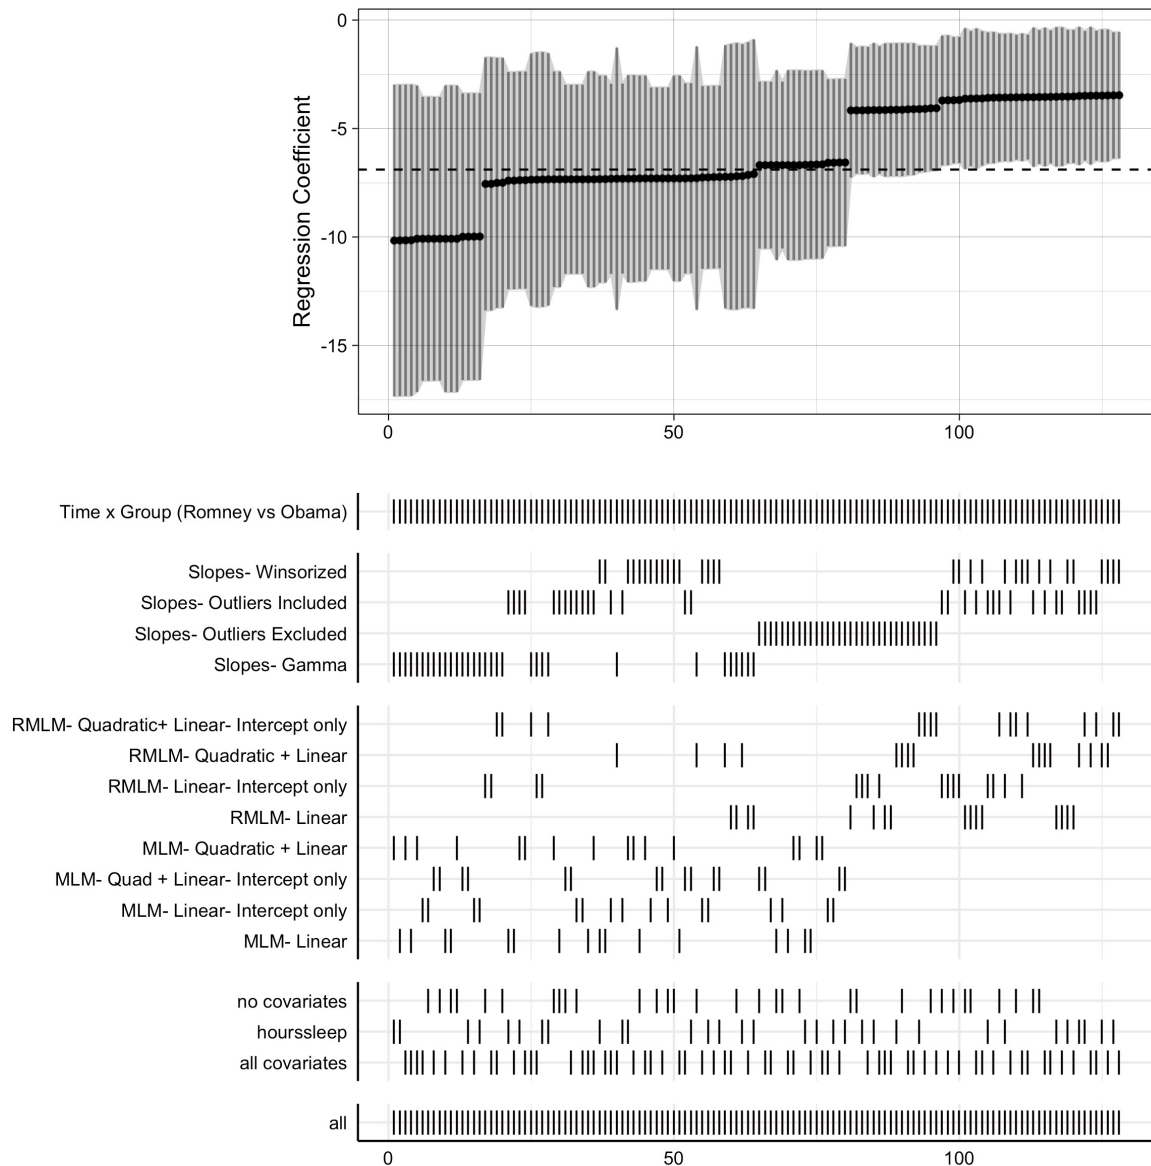 0
-5
-10
-15
Regression Coefficient
0 50 100
Time x Group (Romney vs Obama)
Slopes- Winsorized
Slopes- Outliers Included
Slopes- Outliers Excluded
Slopes- Gamma
RMLM- Quadratic+ Linear- Intercept only
RMLM- Quadratic + Linear
RMLM- Linear- Intercept only
RMLM- Linear
MLM- Quadratic + Linear
MLM- Quad + Linear- Intercept only
MLM- Linear- Intercept only
MLM- Linear
no covariates
hourssleep
all covariates
all
0 50 100